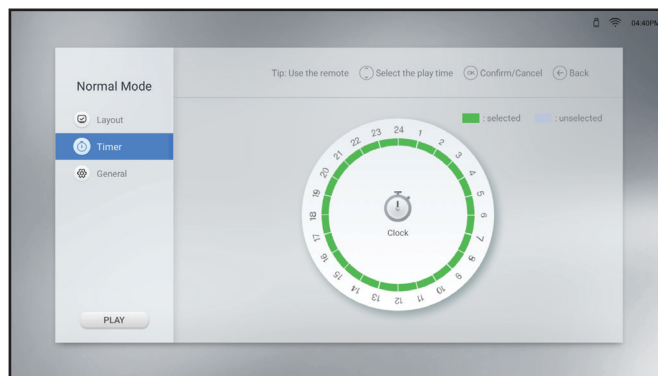 04:40PM
Normal Mode
Tip: Use the remote Select the play time OK Confirm/Cancel Back
Layout
Timer
General
: selected : unselected
24
1
2
3
4
5
6
7
8
9
10
11
12
13
14
15
16
17
18
19
20
21
22
23
Clock
PLAY